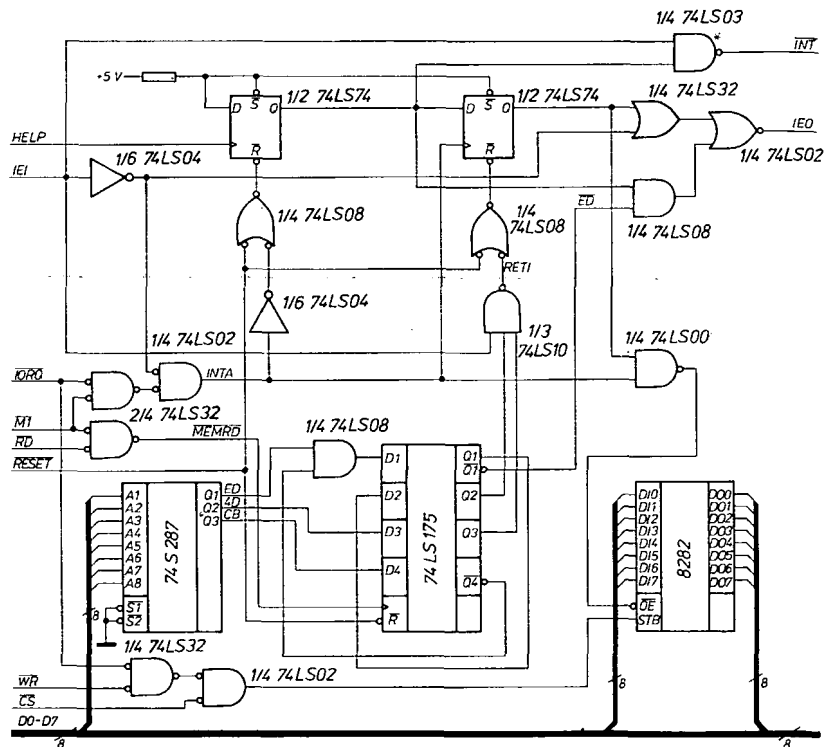 1/4 74LS03
*
INT
+5 V
1/4 74LS32
D S Q
1/2 74LS74
D S Q
1/2 74LS74
R
R
HELP
IEO
1/6 74LS04
1/4 74LS02
IEI
1/4 74LS08
1/4
74LS08
ED
1/4 74LS08
RETI
1/6 74LS04
1/4 74LS02
1/3
74LS10
1/4 74LS00
IORQ
INTA
2/4 74LS32
M1
1/4 74LS08
RD
MEMRD
RESET
D1 Q1
Q1
A1 Q1 ED
A2 Q2 4D
A3 Q3 CB
A4
A5
A6
A7
A8
74S287
S1
S2
D2 Q2
D3 Q3
D4 Q4
74LS175
R
DI0 DO0
DI1 DO1
DI2 DO2
DI3 DO3
DI4 DO4
DI5 DO5
DI6 DO6
DI7 DO7
8282
OE
STB
8
1/4 74LS32
1/4 74LS02
WR
CS
8
8
D0-D7
8
8